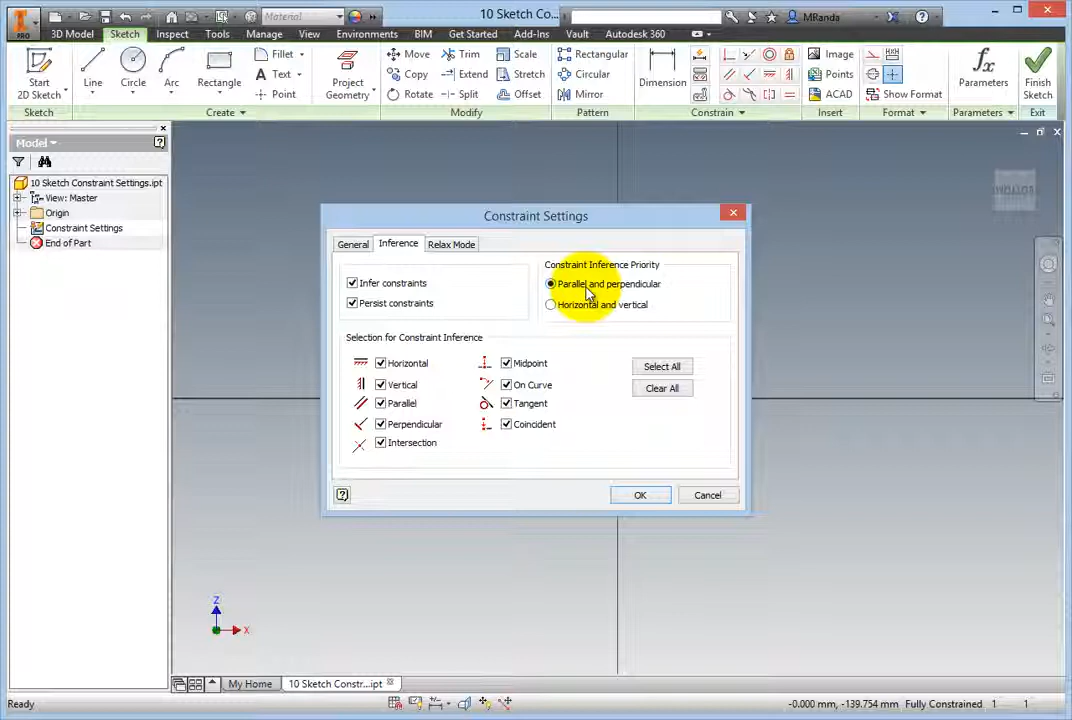 PRO
Material
10 Sketch Co...
MRanda
3D Model
Sketch
Inspect
Tools
Manage
View
Environments
BIM
Get Started
Add-Ins
Vault
Autodesk 360
Start
2D Sketch
Line
Circle
Arc
Rectangle
Fillet
Text
Point
Project
Geometry
Move
Copy
Rotate
Trim
Extend
Split
Scale
Stretch
Offset
Rectangular
Circular
Mirror
Dimension
Image
Points
ACAD
Show Format
Parameters
Finish
Sketch
Sketch
Create
Modify
Pattern
Constrain
Insert
Format
Parameters
Exit
Model
10 Sketch Constraint Settings.ipt
View: Master
Origin
Constraint Settings
End of Part
BOTTOM
Constraint Settings
General
Inference
Relax Mode
Infer constraints
Persist constraints
Constraint Inference Priority
Parallel and perpendicular
Horizontal and vertical
Selection for Constraint Inference
Horizontal
Vertical
Parallel
Perpendicular
Intersection
Midpoint
On Curve
Tangent
Coincident
Select All
Clear All
OK
Cancel
Z
X
My Home
10 Sketch Constr...ipt
Ready
-0.000 mm, -139.754 mm
Fully Constrained
1
1